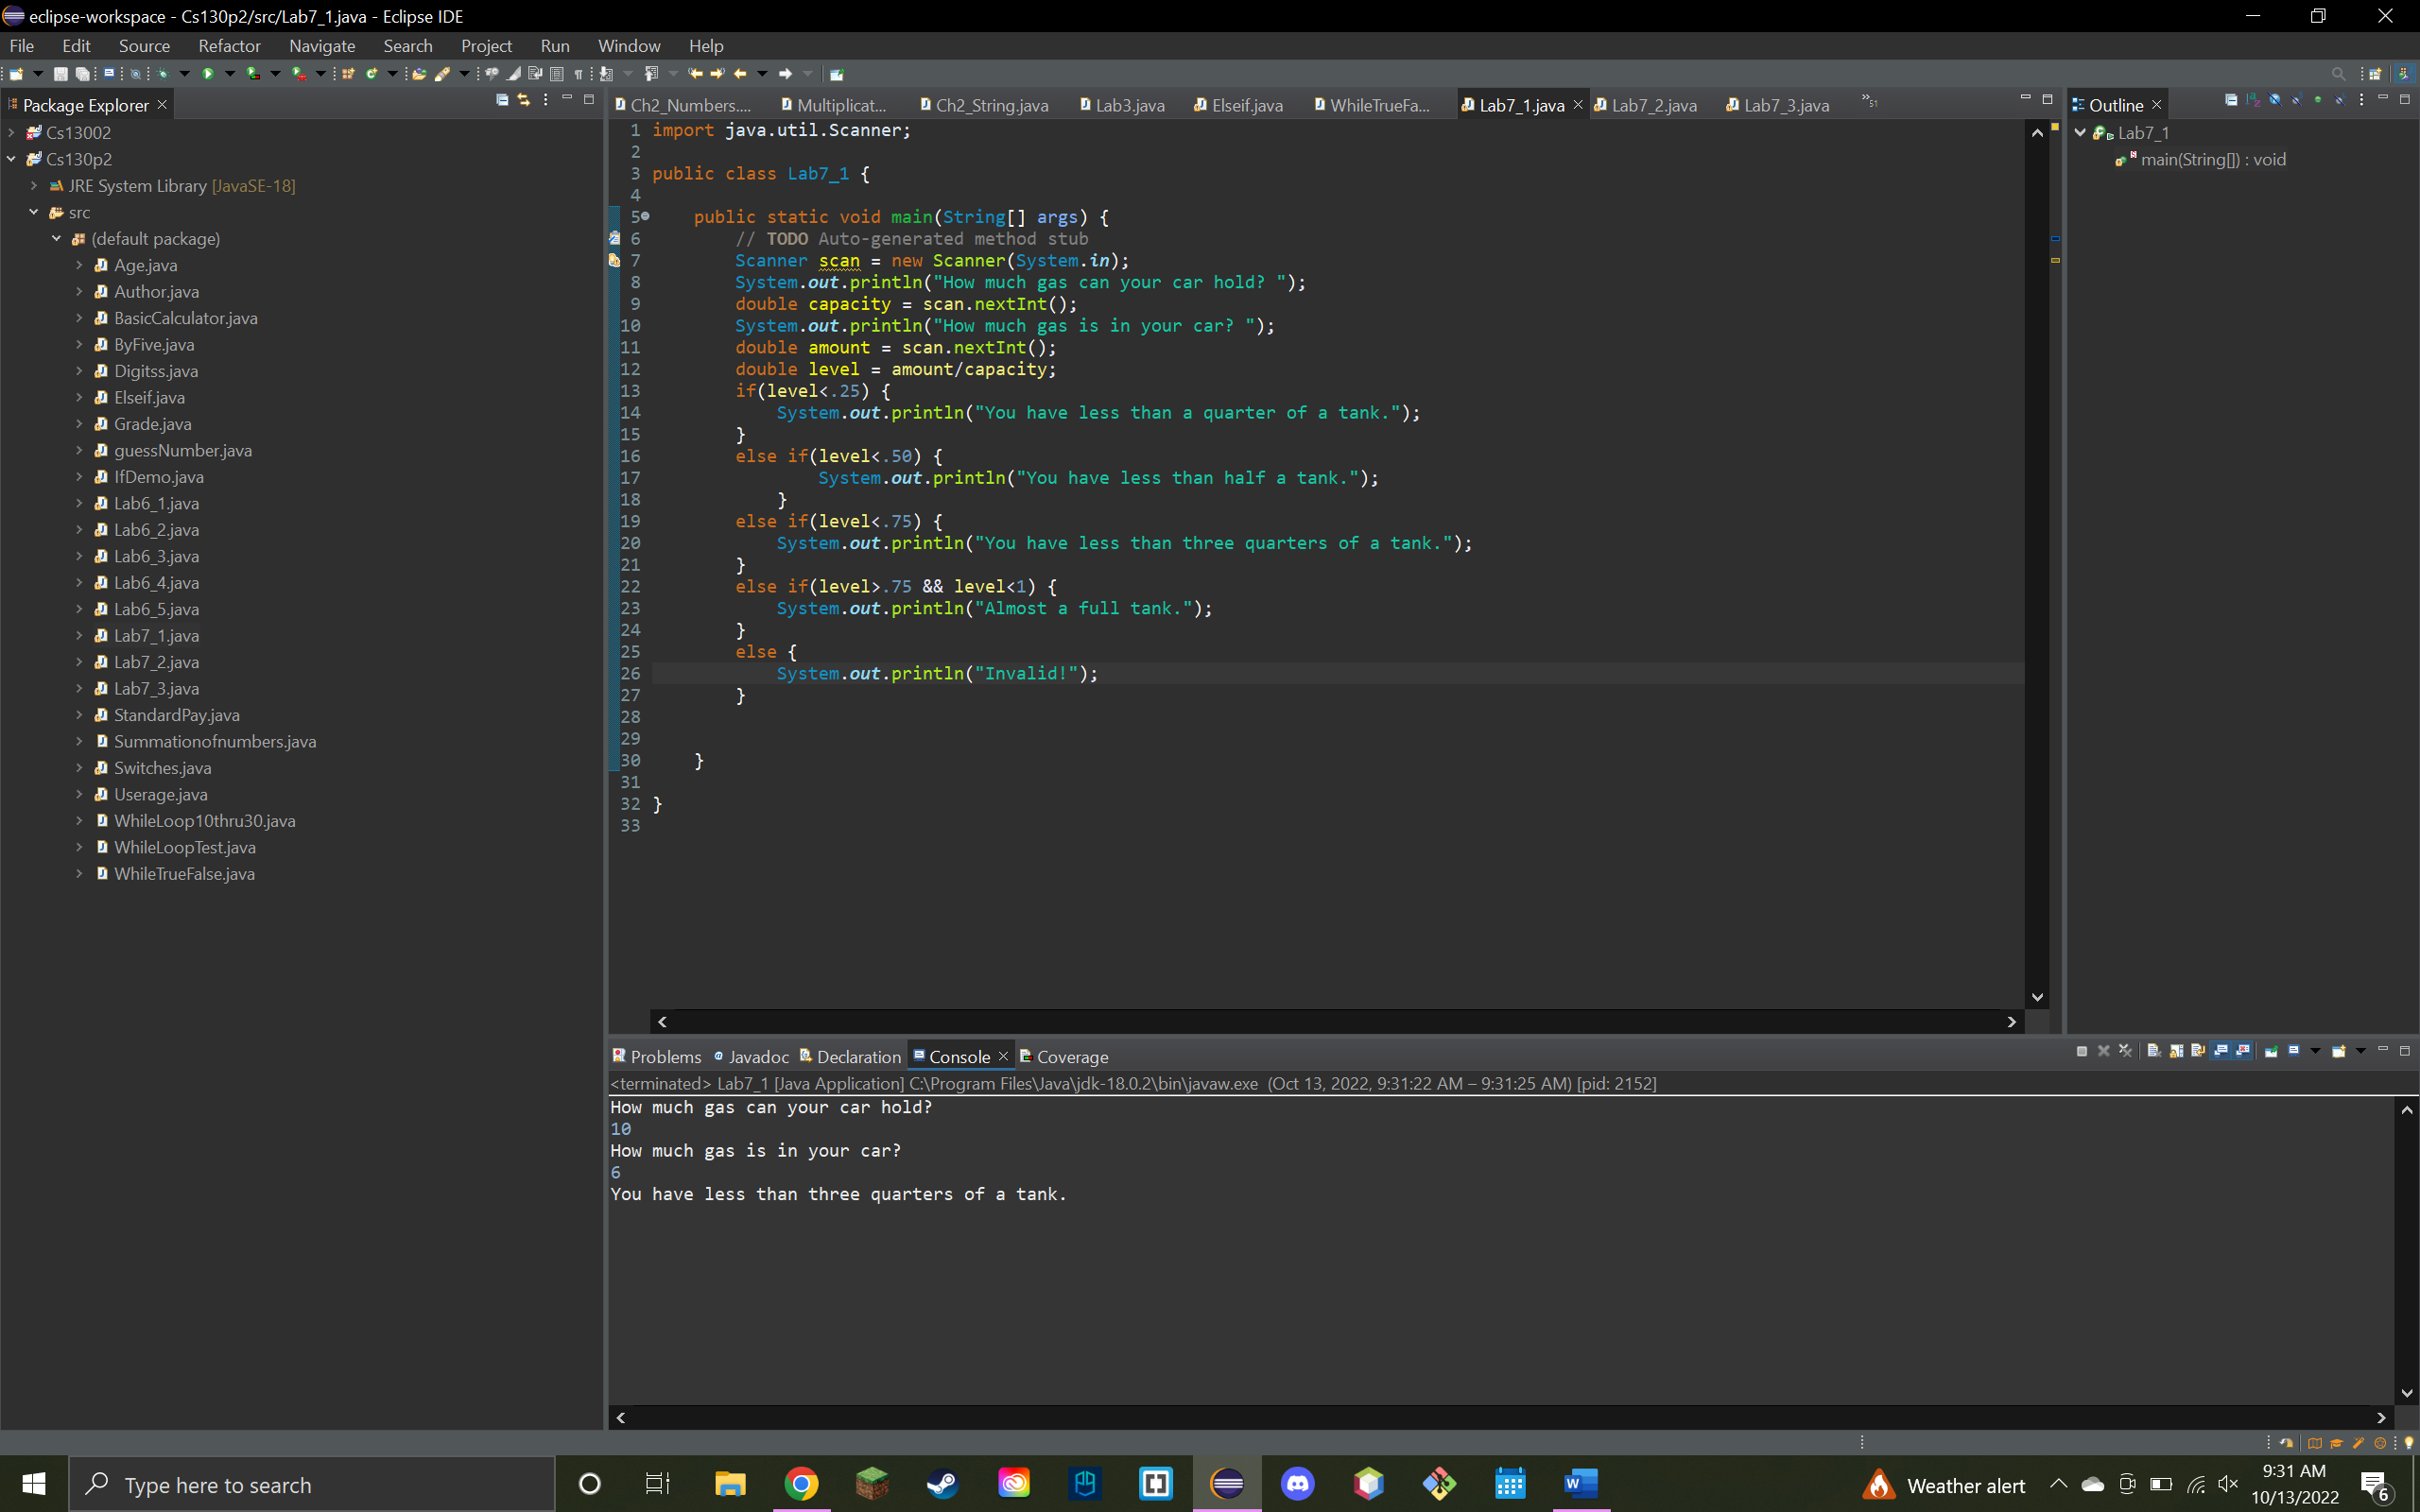 eclipse-workspace - Cs130p2/src/Lab7_1.java - Eclipse IDE
File Edit Source Refactor Navigate Search Project Run Window Help
Package Explorer
Cs13002
Cs130p2
JRE System Library [JavaSE-18]
src
(default package)
Age.java
Author.java
BasicCalculator.java
ByFive.java
Digitss.java
Elseif.java
Grade.java
guessNumber.java
IfDemo.java
Lab6_1.java
Lab6_2.java
Lab6_3.java
Lab6_4.java
Lab6_5.java
Lab7_1.java
Lab7_2.java
Lab7_3.java
StandardPay.java
Summationofnumbers.java
Switches.java
Userage.java
WhileLoop10thru30.java
WhileLoopTest.java
WhileTrueFalse.java
Ch2_Numbers.... Multiplicat... Ch2_String.java Lab3.java Elseif.java WhileTrueFa... Lab7_1.java Lab7_2.java Lab7_3.java »51
1 import java.util.Scanner;
2
3 public class Lab7_1 {
4
5 public static void main(String[] args) {
6 // TODO Auto-generated method stub
7 Scanner scan = new Scanner(System.in);
8 System.out.println("How much gas can your car hold? ");
9 double capacity = scan.nextInt();
10 System.out.println("How much gas is in your car? ");
11 double amount = scan.nextInt();
12 double level = amount/capacity;
13 if(level<.25) {
14 System.out.println("You have less than a quarter of a tank.");
15 }
16 else if(level<.50) {
17 System.out.println("You have less than half a tank.");
18 }
19 else if(level<.75) {
20 System.out.println("You have less than three quarters of a tank.");
21 }
22 else if(level>.75 && level<1) {
23 System.out.println("Almost a full tank.");
24 }
25 else {
26 System.out.println("Invalid!");
27 }
28
29
30 }
31
32 }
33
Outline
Lab7_1
main(String[]) : void
Problems Javadoc Declaration Console Coverage
<terminated> Lab7_1 [Java Application] C:\Program Files\Java\jdk-18.0.2\bin\javaw.exe (Oct 13, 2022, 9:31:22 AM – 9:31:25 AM) [pid: 2152]
How much gas can your car hold?
10
How much gas is in your car?
6
You have less than three quarters of a tank.
Type here to search
Weather alert
9:31 AM
10/13/2022
6